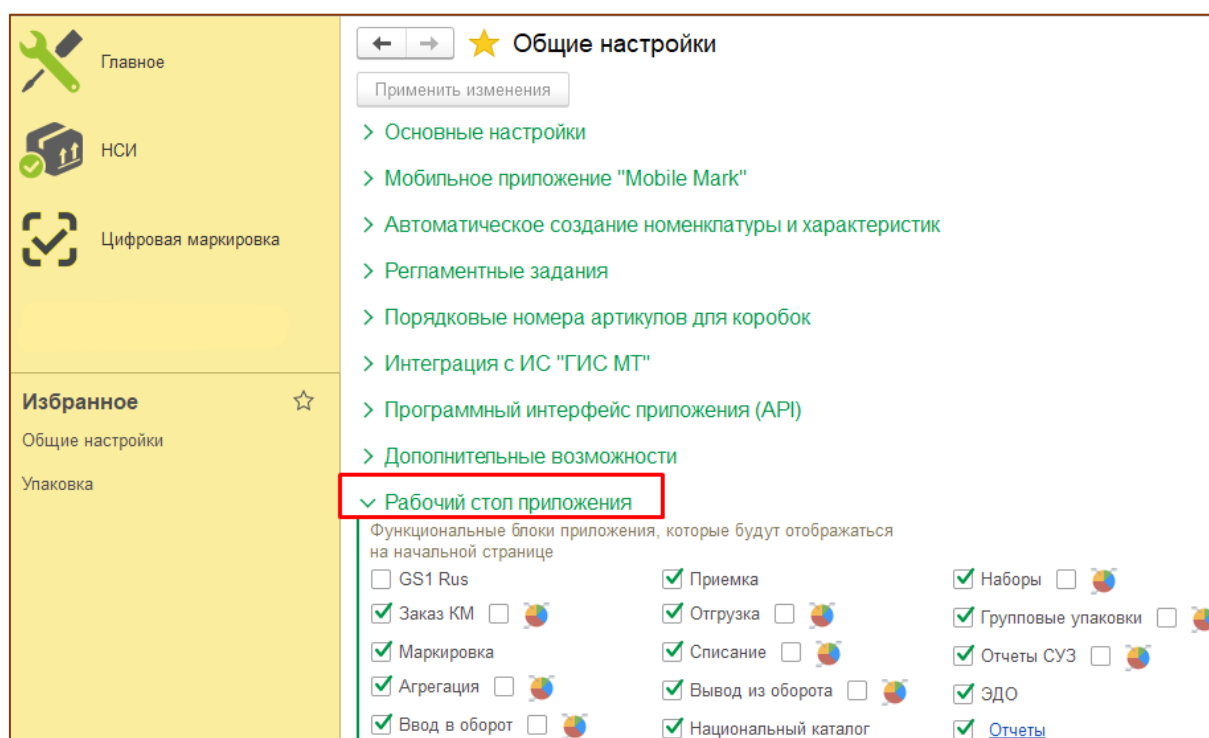 Главное
НСИ
Цифровая маркировка
Избранное
Общие настройки
Упаковка
Общие настройки
Применить изменения
Основные настройки
Мобильное приложение "Mobile Mark"
Автоматическое создание номенклатуры и характеристик
Регламентные задания
Порядковые номера артикулов для коробок
Интеграция с ИС "ГИС МТ"
Программный интерфейс приложения (API)
Дополнительные возможности
Рабочий стол приложения
Функциональные блоки приложения, которые будут отображаться
на начальной странице
GS1 Rus Приемка Наборы
Заказ КМ Отгрузка Групповые упаковки
Маркировка Списание Отчеты СУЗ
Агрегация Вывод из оборота ЭДО
Ввод в оборот Национальный каталог Отчеты